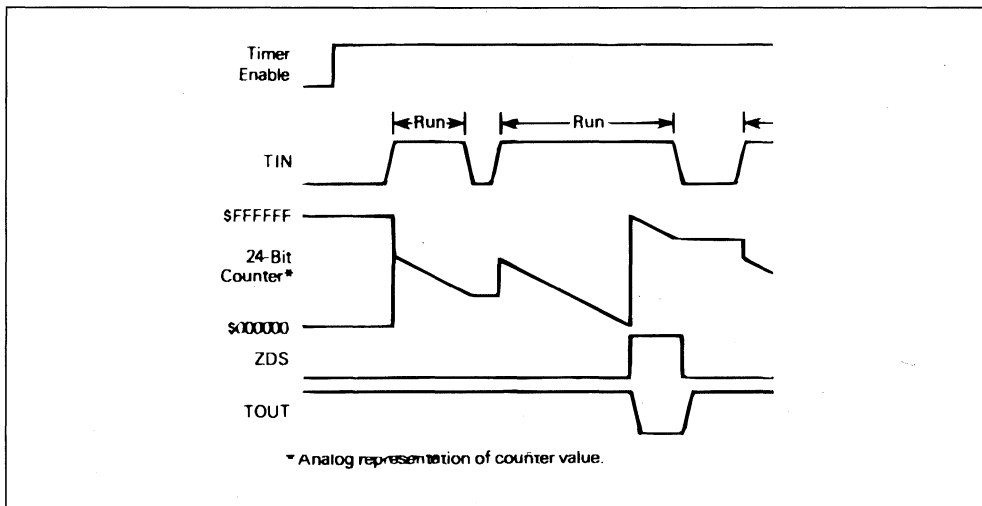 Timer
Enable
Run
Run
TIN
$FFFFFF
24-Bit
Counter*
$000000
ZDS
TOUT
* Analog representation of counter value.